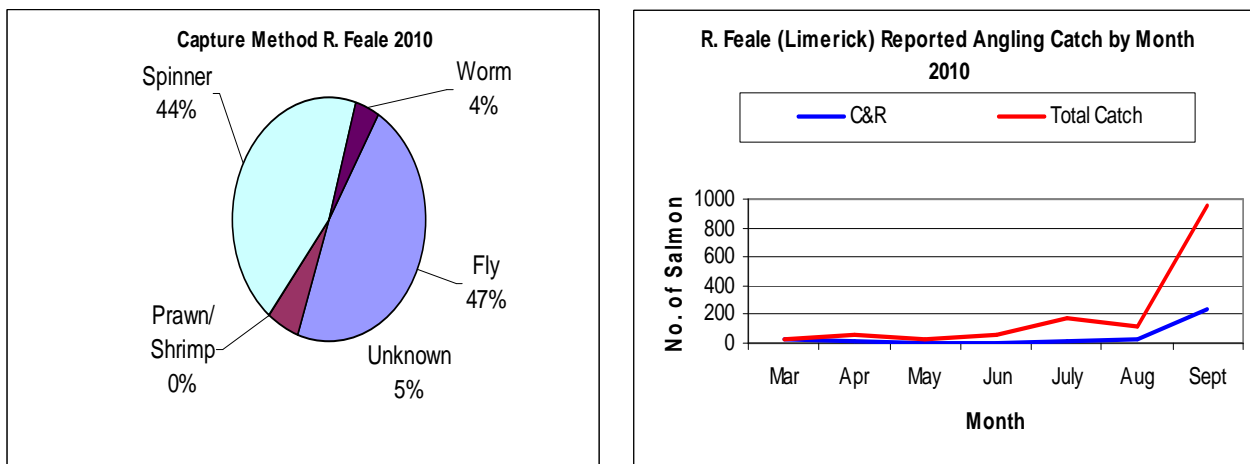 Capture Method R. Feale 2010
Spinner
44%
Worm
4%
Fly
47%
Prawn/
Shrimp
0%
Unknown
5%
R. Feale (Limerick) Reported Angling Catch by Month
2010
C&R
Total Catch
No. of Salmon
1000
800
600
400
200
0
Mar Apr May Jun July Aug Sept
Month